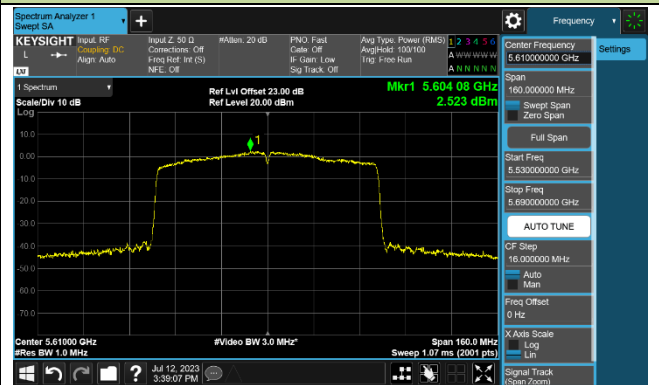 Spectrum Analyzer 1
Swept SA
Frequency
KEYSIGHT
L
LXI
Input: RF
Coupling: DC
Align: Auto
Input Z: 50 Ω
Corrections: Off
Freq Ref: Int (S)
NFE: Off
#Atten: 20 dB
PNO: Fast
Gate: Off
IF Gain: Low
Sig Track: Off
Avg Type: Power (RMS)
Avg|Hold: 100/100
Trig: Free Run
1 2 3 4 5 6
A W W W W W
A N N N N N
1 Spectrum
Scale/Div 10 dB
Log
Ref Lvl Offset 23.00 dB
Ref Level 20.00 dBm
Mkr1 5.604 08 GHz
2.523 dBm
1
10.0
0.00
-10.0
-20.0
-30.0
-40.0
-50.0
-60.0
-70.0
Center 5.61000 GHz
#Res BW 1.0 MHz
#Video BW 3.0 MHz*
Span 160.0 MHz
Sweep 1.07 ms (2001 pts)
Jul 12, 2023
3:39:07 PM
Settings
Center Frequency
5.610000000 GHz
Span
160.000000 MHz
Swept Span
Zero Span
Full Span
Start Freq
5.530000000 GHz
Stop Freq
5.690000000 GHz
AUTO TUNE
CF Step
16.000000 MHz
Auto
Man
Freq Offset
0 Hz
X Axis Scale
Log
Lin
Signal Track
(Span Zoom)